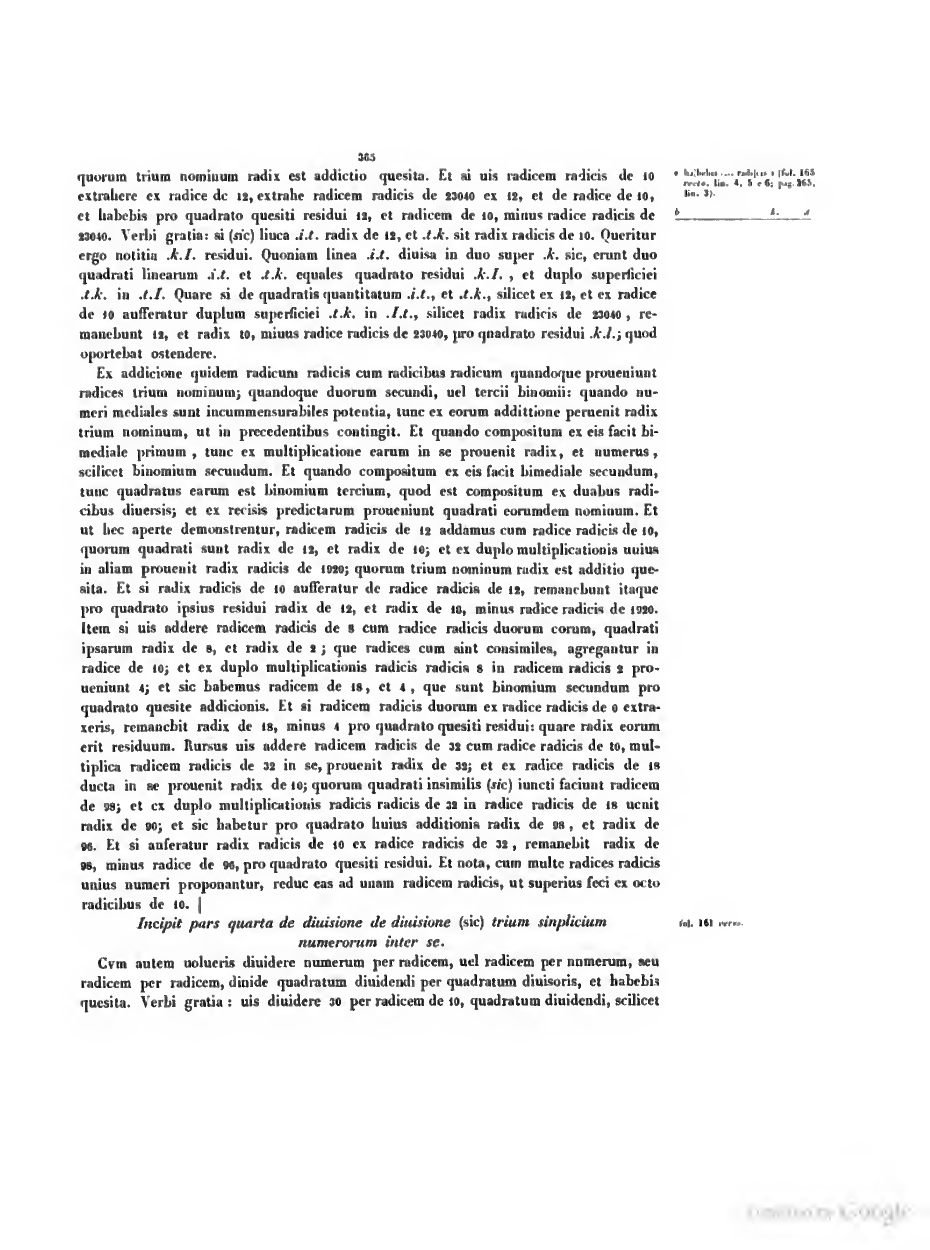 365
quorum trium nominum radix est addictio quesita. Et si uis radicem radicis de 10
extrahere ex radice de 12, extrahe radicem radicis de 23040 ex 12, et de radice de 10,
et habebis pro quadrato quesiti residui 12, et radicem de 10, minus radice radicis de
23040. Verbi gratia: si (sic) linea .i.t. radix de 12, et .t.k. sit radix radicis de 10. Queritur
ergo notitia .k.I. residui. Quoniam linea .i.t. diuisa in duo super .k. sic, erunt duo
quadrati linearum .i.t. et .t.k. equales quadrato residui .k.I. , et duplo superficiei
.t.k. in .t.I. Quare si de quadratis quantitatum .i.t., et .t.k., silicet ex 12, et ex radice
de 10 aufferatur duplum superficiei .t.k. in .I.t., silicet radix radicis de 23040 , re-
manebunt 12, et radix 10, minus radice radicis de 23040, pro quadrato residui .k.I.; quod
oportebat ostendere.
Ex addicione quidem radicum radicis cum radicibus radicum quandoque proueniunt
radices trium nominum; quandoque duorum secundi, uel tercii binomii: quando nu-
meri mediales sunt incummensurabiles potentia, tunc ex eorum addittione peruenit radix
trium nominum, ut in precedentibus contingit. Et quando compositum ex eis facit bi-
mediale primum , tunc ex multiplicatione earum in se prouenit radix, et numerus ,
scilicet binomium secundum. Et quando compositum ex eis facit bimediale secundum,
tunc quadratus earum est binomium tercium, quod est compositum ex duabus radi-
cibus diuersis; et ex recisis predictarum proueniunt quadrati eorumdem nominum. Et
ut hec aperte demonstrentur, radicem radicis de 12 addamus cum radice radicis de 10,
quorum quadrati sunt radix de 12, et radix de 10; et ex duplo multiplicationis unius
in aliam prouenit radix radicis de 1920; quorum trium nominum radix est additio que-
sita. Et si radix radicis de 10 aufferatur de radice radicis de 12, remanebunt itaque
pro quadrato ipsius residui radix de 12, et radix de 10, minus radice radicis de 1920.
Item si uis addere radicem radicis de 8 cum radice radicis duorum eorum, quadrati
ipsarum radix de 8, et radix de 2 ; que radices cum sint consimiles, agregantur in
radice de 10; et ex duplo multiplicationis radicis radicis 8 in radicem radicis 2 pro-
ueniunt 4; et sic habemus radicem de 18 , et 4 , que sunt binomium secundum pro
quadrato quesite addicionis. Et si radicem radicis duorum ex radice radicis de 0 extra-
xeris, remanebit radix de 18, minus 4 pro quadrato quesiti residui: quare radix eorum
erit residuum. Rursus uis addere radicem radicis de 32 cum radice radicis de 10, mul-
tiplica radicem radicis de 32 in se, prouenit radix de 32; et ex radice radicis de 18
ducta in se prouenit radix de 10; quorum quadrati insimilis (sic) iuncti faciunt radicem
de 98; et ex duplo multiplicationis radicis radicis de 32 in radice radicis de 18 uenit
radix de 90; et sic habetur pro quadrato huius additionis radix de 98 , et radix de
96. Et si auferatur radix radicis de 10 ex radice radicis de 32 , remanebit radix de
98, minus radice de 96, pro quadrato quesiti residui. Et nota, cum multe radices radicis
unius numeri proponantur, reduc eas ad unam radicem radicis, ut superius feci ex octo
radicibus de 10. |
Incipit pars quarta de diuisione de diuisione (sic) trium sinplicium
numerorum inter se.
Cvm autem uolueris diuidere numerum per radicem, uel radicem per numerum, seu
radicem per radicem, diuide quadratum diuidendi per quadratum diuisoris, et habebis
quesita. Verbi gratia : uis diuidere 30 per radicem de 10, quadratum diuidendi, scilicet
« habebus .... radicis » (fol. 163
recto, lin. 4, 5 e 6; pag. 365,
lin. 3).
b k. a
fol. 161 verso.
Google